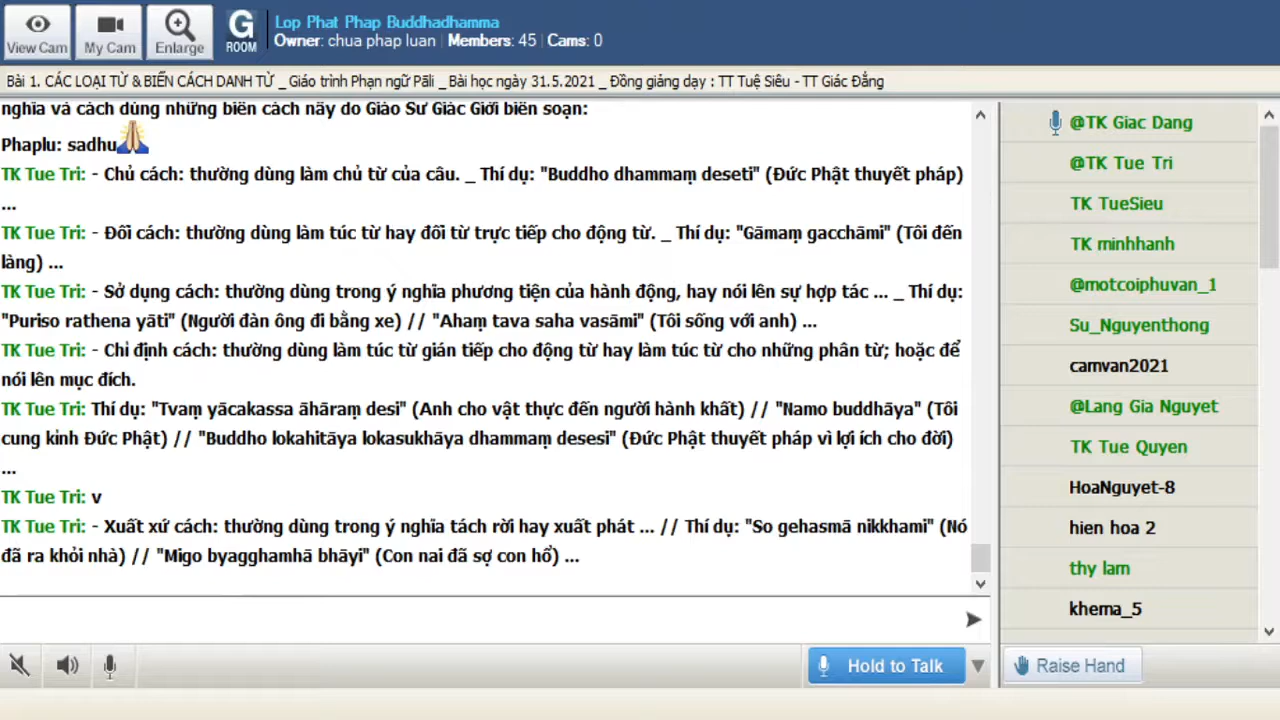 View Cam
My Cam
Enlarge
G
ROOM
Lop Phat Phap Buddhadhamma
Owner: chua phap luan | Members: 45 | Cams: 0
Bài 1. CÁC LOẠI TỪ & BIẾN CÁCH DANH TỪ _ Giáo trình Phạn ngữ Pāli _ Bài học ngày 31.5.2021 _ Đồng giảng dạy : TT Tuệ Siêu - TT Giác Đẳng
nghĩa và cách dùng những biến cách này do Giáo Sư Giác Giới biên soạn:
Phaplu: sadhu
TK Tue Tri: - Chủ cách: thường dùng làm chủ từ của câu. _ Thí dụ: "Buddho dhammaṃ deseti" (Đức Phật thuyết pháp)
...
TK Tue Tri: - Đối cách: thường dùng làm túc từ hay đối từ trực tiếp cho động từ. _ Thí dụ: "Gāmaṃ gacchāmi" (Tôi đến
làng) ...
TK Tue Tri: - Sở dụng cách: thường dùng trong ý nghĩa phương tiện của hành động, hay nói lên sự hợp tác ... _ Thí dụ:
"Puriso rathena yāti" (Người đàn ông đi bằng xe) // "Ahaṃ tava saha vasāmi" (Tôi sống với anh) ...
TK Tue Tri: - Chỉ định cách: thường dùng làm túc từ gián tiếp cho động từ hay làm túc từ cho những phân từ; hoặc để
nói lên mục đích.
TK Tue Tri: Thí dụ: "Tvaṃ yācakassa āhāraṃ desi" (Anh cho vật thực đến người hành khất) // "Namo buddhāya" (Tôi
cung kỉnh Đức Phật) // "Buddho lokahitāya lokasukhāya dhammaṃ desesi" (Đức Phật thuyết pháp vì lợi ích cho đời)
...
TK Tue Tri: v
TK Tue Tri: - Xuất xứ cách: thường dùng trong ý nghĩa tách rời hay xuất phát ... // Thí dụ: "So gehasmā nikkhami" (Nó
đã ra khỏi nhà) // "Migo byagghamhā bhāyi" (Con nai đã sợ con hổ) ...
@TK Giac Dang
@TK Tue Tri
TK TueSieu
TK minhhanh
@motcoiphuvan_1
Su_Nguyenthong
camvan2021
@Lang Gia Nguyet
TK Tue Quyen
HoaNguyet-8
hien hoa 2
thy lam
khema_5
Hold to Talk
Raise Hand